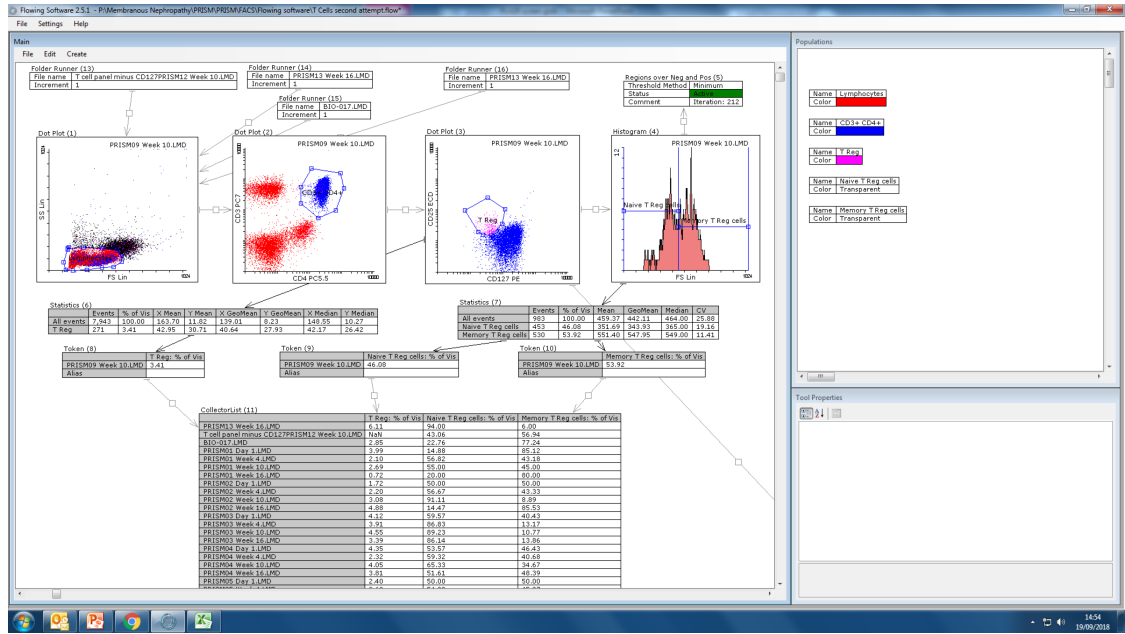 Flowing Software 2.5.1 - P:\Membranous Nephropathy\PRISM\PRISM\FACS\Flowing software\T Cells second attempt.flow*
File Settings Help
Main
File Edit Create
Folder Runner (13)
File name T cell panel minus CD127PRISM12 Week 10.LMD
Increment 1
Folder Runner (14)
File name PRISM13 Week 16.LMD
Increment 1
Folder Runner (15)
File name BIO-017.LMD
Increment 1
Folder Runner (16)
File name PRISM13 Week 16.LMD
Increment 1
Regions over Neg and Pos (5)
Threshold Method Minimum
Status Active
Comment Iteration: 212
Dot Plot (1)
PRISM09 Week 10.LMD
1024
SS Lin
FS Lin
1024
Dot Plot (2)
PRISM09 Week 10.LMD
CD3 PC7
CD3+ CD4+
CD4 PC5.5
10000
Dot Plot (3)
PRISM09 Week 10.LMD
CD25 ECD
T Reg
CD127 PE
10000
Histogram (4)
PRISM09 Week 10.LMD
12
Naive T Reg cells
Memory T Reg cells
FS Lin
1024
Statistics (6)
Events % of Vis X Mean Y Mean X GeoMean Y GeoMean X Median Y Median
All events 7,943 100.00 163.70 11.82 139.01 8.23 148.55 10.27
T Reg 271 3.41 42.95 30.71 40.64 27.93 42.17 26.42
Statistics (7)
Events % of Vis Mean GeoMean Median CV
All events 983 100.00 459.37 442.11 464.00 25.88
Naive T Reg cells 453 46.08 351.69 343.93 365.00 19.16
Memory T Reg cells 530 53.92 551.40 547.95 549.00 11.41
Token (8)
T Reg: % of Vis
PRISM09 Week 10.LMD 3.41
Alias
Token (9)
Naive T Reg cells: % of Vis
PRISM09 Week 10.LMD 46.08
Alias
Token (10)
Memory T Reg cells: % of Vis
PRISM09 Week 10.LMD 53.92
Alias
CollectorList (11)
T Reg: % of Vis Naive T Reg cells: % of Vis Memory T Reg cells: % of Vis
PRISM13 Week 16.LMD 6.11 94.00 6.00
T cell panel minus CD127PRISM12 Week 10.LMD NaN 43.06 56.94
BIO-017.LMD 2.85 22.76 77.24
PRISM01 Day 1.LMD 3.99 14.88 85.12
PRISM01 Week 4.LMD 2.10 56.82 43.18
PRISM01 Week 10.LMD 2.69 55.00 45.00
PRISM01 Week 16.LMD 0.72 20.00 80.00
PRISM02 Day 1.LMD 1.72 50.00 50.00
PRISM02 Week 4.LMD 2.20 56.67 43.33
PRISM02 Week 10.LMD 3.08 91.11 8.89
PRISM02 Week 16.LMD 4.88 14.47 85.53
PRISM03 Day 1.LMD 4.12 59.57 40.43
PRISM03 Week 4.LMD 3.91 86.83 13.17
PRISM03 Week 10.LMD 4.55 89.23 10.77
PRISM03 Week 16.LMD 3.39 86.14 13.86
PRISM04 Day 1.LMD 4.35 53.57 46.43
PRISM04 Week 4.LMD 2.32 59.32 40.68
PRISM04 Week 10.LMD 4.05 65.33 34.67
PRISM04 Week 16.LMD 3.81 51.61 48.39
PRISM05 Day 1.LMD 2.40 50.00 50.00
Populations
Name Lymphocytes
Color
Name CD3+ CD4+
Color
Name T Reg
Color
Name Naive T Reg cells
Color Transparent
Name Memory T Reg cells
Color Transparent
Tool Properties
14:54
19/09/2018